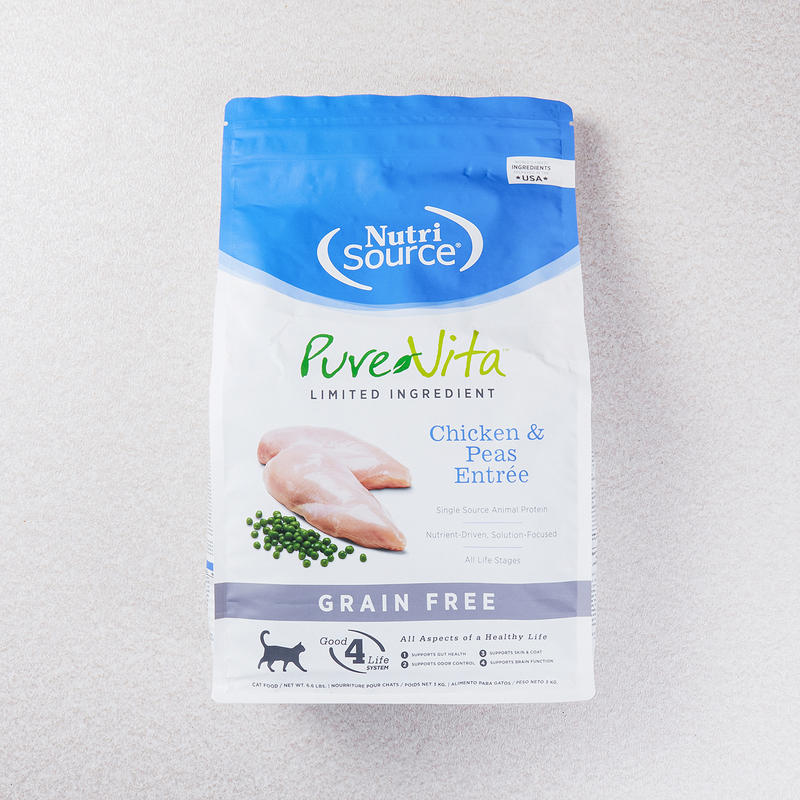 INGREDIENTS
★USA★
Nutri
Source®
Pure Vita™
LIMITED INGREDIENT
Chicken &
Peas
Entrée
Single Source Animal Protein
Nutrient-Driven, Solution-Focused
All Life Stages
GRAIN FREE
Good 4 Life
SYSTEM
All Aspects of a Healthy Life
1 SUPPORTS GUT HEALTH
2 SUPPORTS ODOR CONTROL
3 SUPPORTS SKIN & COAT
4 SUPPORTS BRAIN FUNCTION
CAT FOOD / NET WT. 6.6 LBS. | NOURRITURE POUR CHATS / POIDS NET 3 KG. | ALIMENTO PARA GATOS / PESO NETO 3 KG.